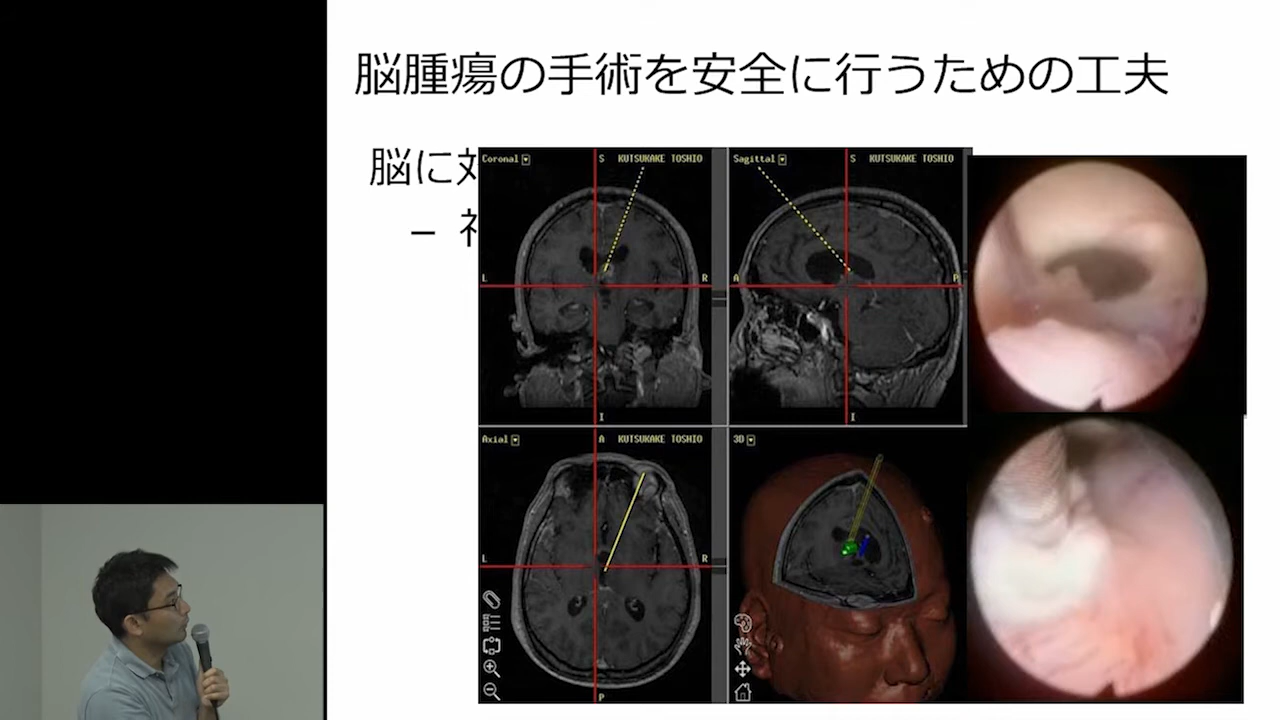 脳腫瘍の手術を安全に行うための工夫
脳に対
–
Coronal S KUTSUKAKE TOSHIO
L R
I
Sagittal S KUTSUKAKE TOSHIO
A P
I
Axial A KUTSUKAKE TOSHIO
L R
P
3D